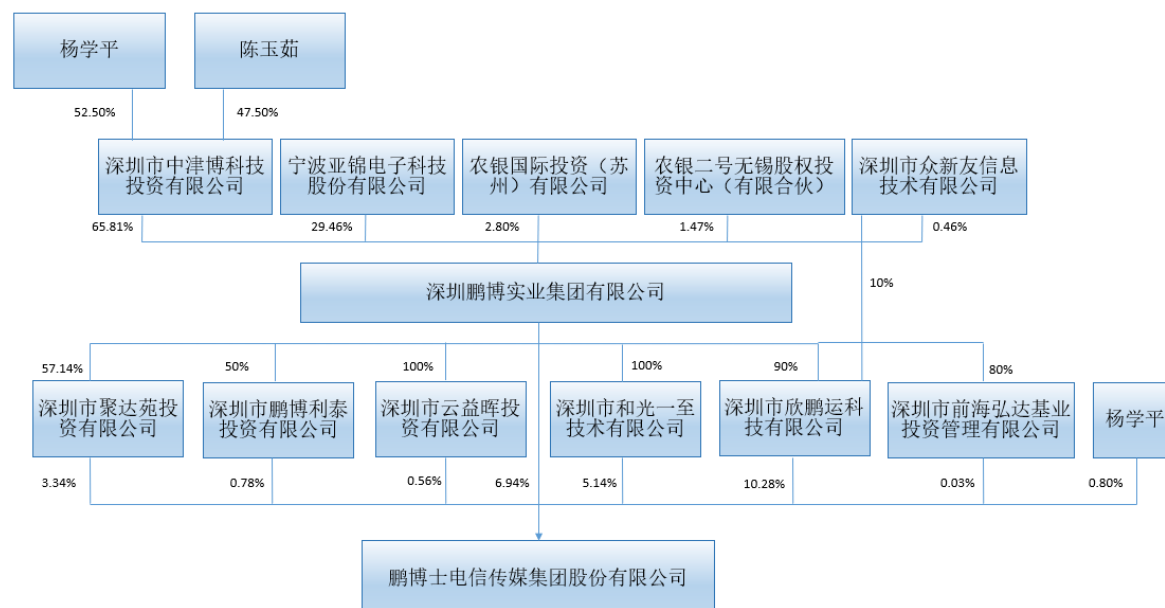 杨学平
陈玉茹
52.50%
47.50%
深圳市中津博科技
投资有限公司
宁波亚锦电子科技
股份有限公司
农银国际投资（苏
州）有限公司
农银二号无锡股权投
资中心（有限合伙）
深圳市众新友信息
技术有限公司
65.81%
29.46%
2.80%
1.47%
0.46%
深圳鹏博实业集团有限公司
10%
57.14%
50%
100%
100%
90%
80%
深圳市聚达苑投
资有限公司
深圳市鹏博利泰
投资有限公司
深圳市云益晖投
资有限公司
深圳市和光一至
技术有限公司
深圳市欣鹏运科
技有限公司
深圳市前海弘达基业
投资管理有限公司
杨学平
3.34%
0.78%
0.56%
6.94%
5.14%
10.28%
0.03%
0.80%
鹏博士电信传媒集团股份有限公司